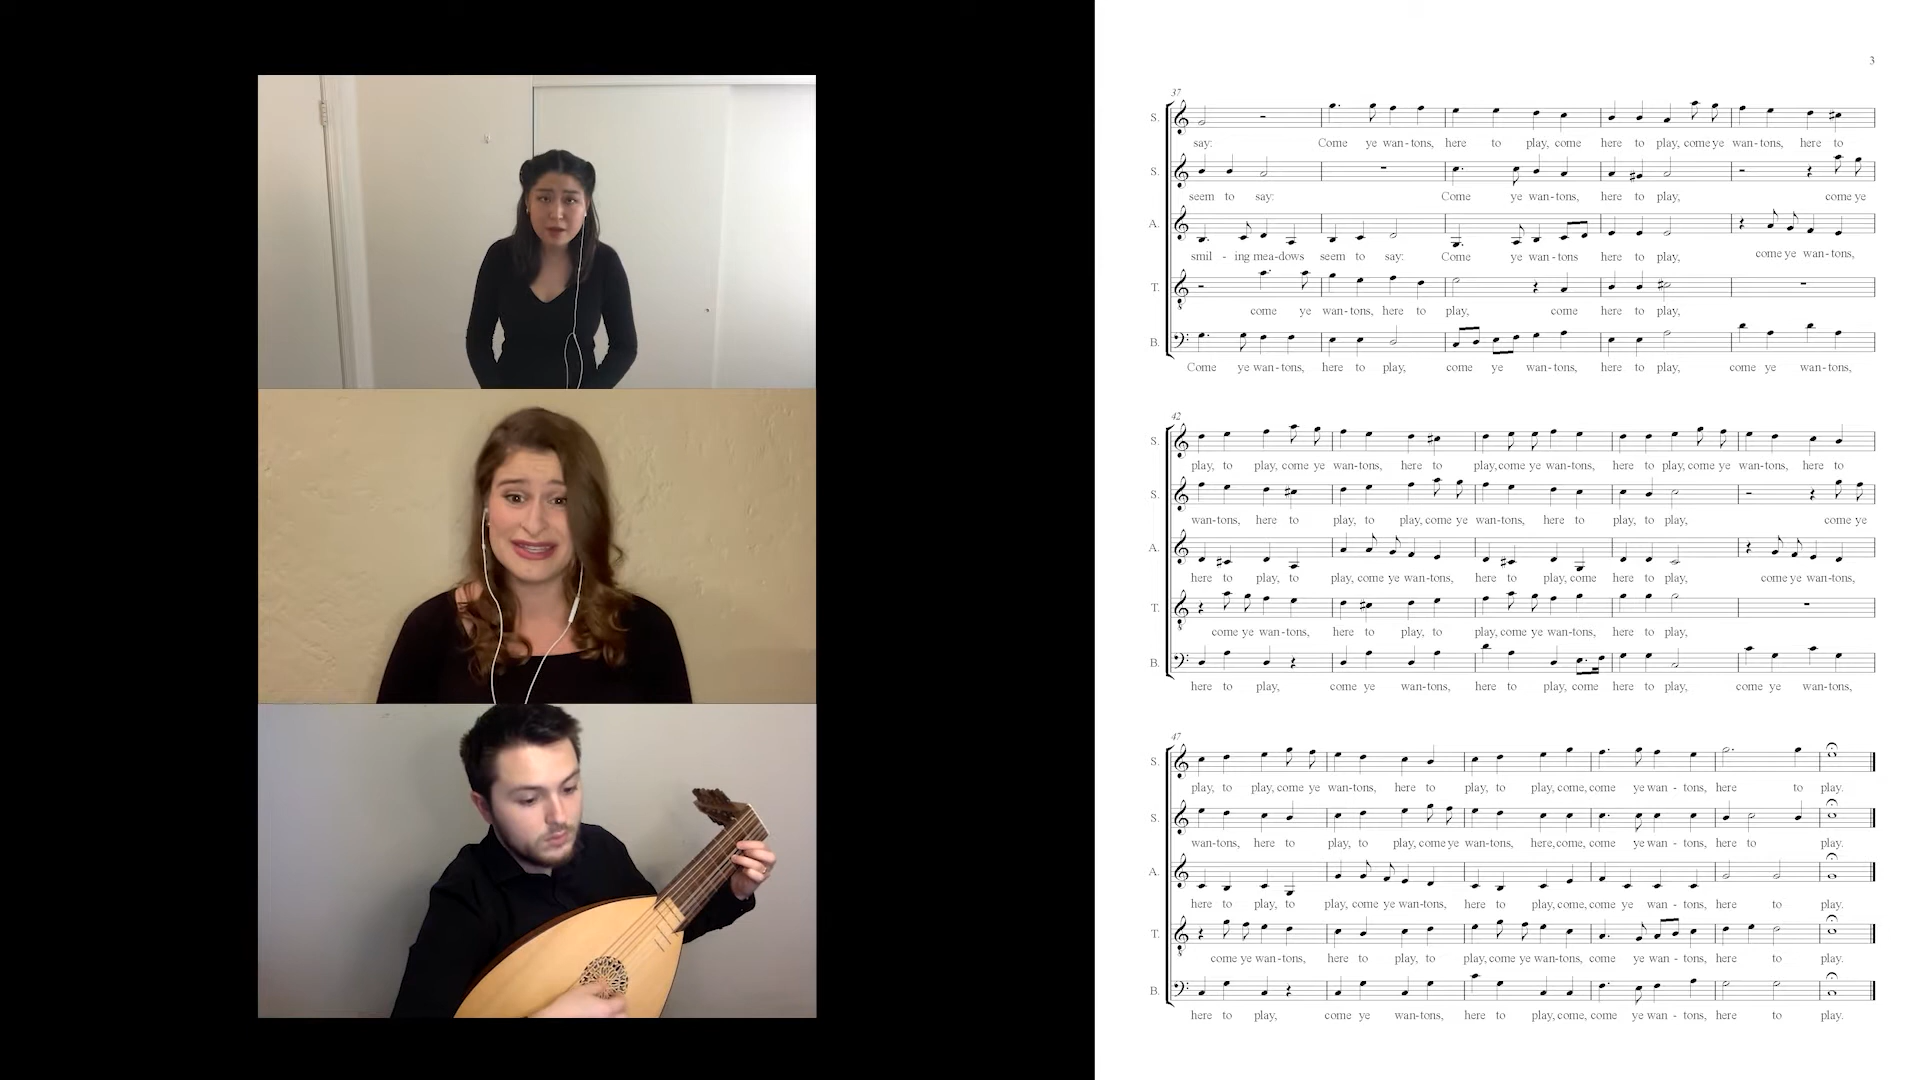 3
37
S.
say: Come ye wan - tons, here to play, come here to play, come ye wan - tons, here to
S.
seem to say: Come ye wan - tons, here to play, come ye
A.
smil - ing mea - dows seem to say: Come ye wan - tons here to play, come ye wan - tons,
T.
come ye wan - tons, here to play, come here to play,
B.
Come ye wan - tons, here to play, come ye wan - tons, here to play, come ye wan - tons,
42
S.
play, to play, come ye wan - tons, here to play, come ye wan - tons, here to play, come ye wan - tons, here to
S.
wan - tons, here to play, to play, come ye wan - tons, here to play, to play, come ye
A.
here to play, to play, come ye wan - tons, here to play, come here to play, come ye wan - tons,
T.
come ye wan - tons, here to play, to play, come ye wan - tons, here to play,
B.
here to play, come ye wan - tons, here to play, come here to play, come ye wan - tons,
47
S.
play, to play, come ye wan - tons, here to play, to play, come, come ye wan - tons, here to play.
S.
wan - tons, here to play, to play, come ye wan - tons, here, come, come ye wan - tons, here to play.
A.
here to play, to play, come ye wan - tons, here to play, come, come ye wan - tons, here to play.
T.
come ye wan - tons, here to play, to play, come ye wan - tons, come ye wan - tons, here to play.
B.
here to play, come ye wan - tons, here to play, come, come ye wan - tons, here to play.